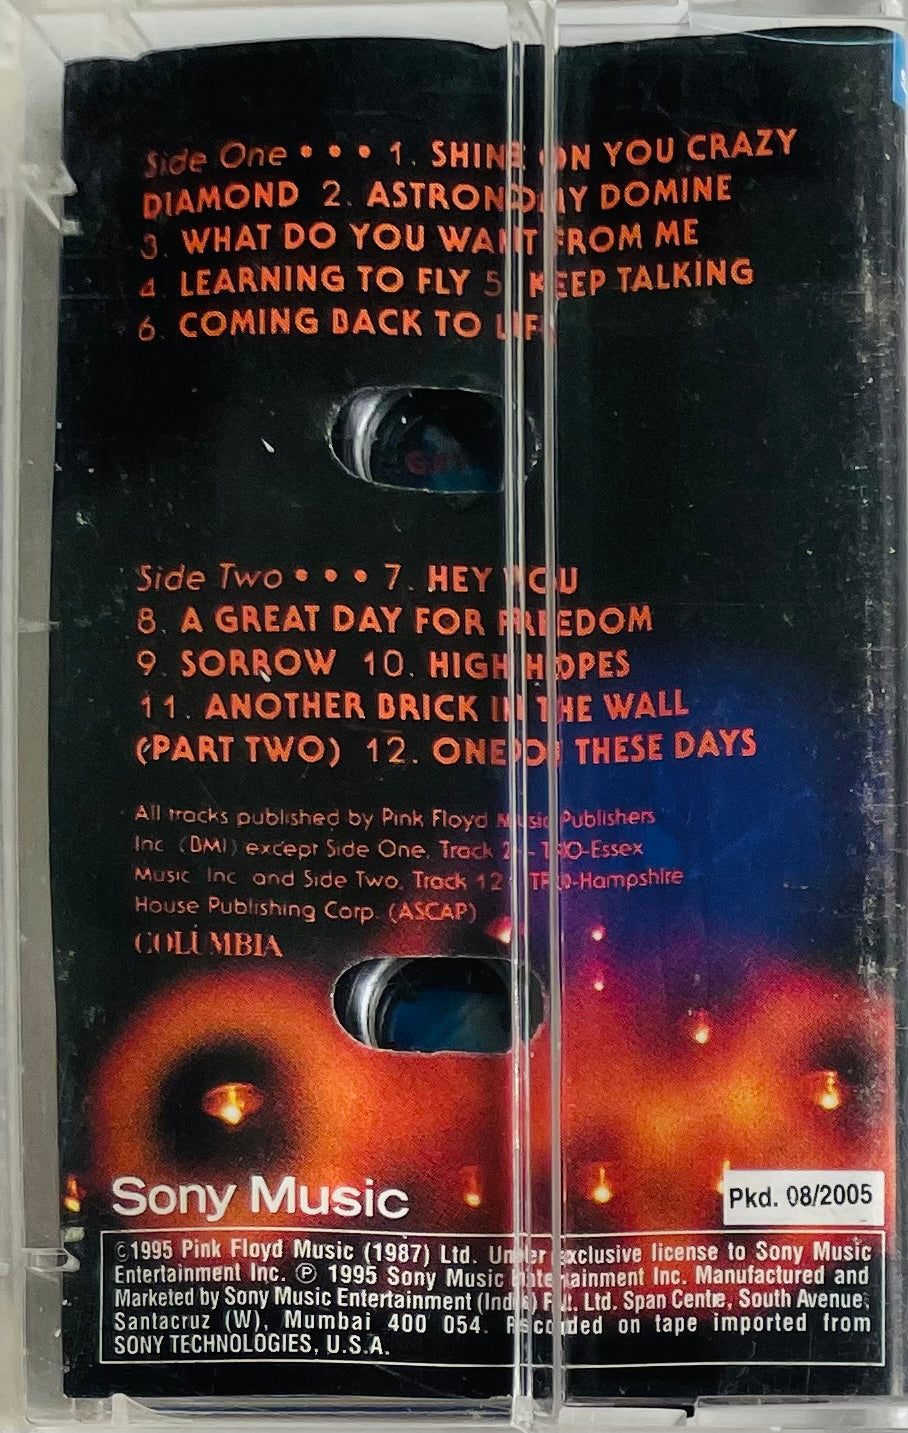 Side One • • • 1. SHINE ON YOU CRAZY
DIAMOND 2. ASTRONOMY DOMINE
3. WHAT DO YOU WANT FROM ME
4. LEARNING TO FLY 5. KEEP TALKING
6. COMING BACK TO LIFE
Side Two • • • 7. HEY YOU
8. A GREAT DAY FOR FREEDOM
9. SORROW 10. HIGH HOPES
11. ANOTHER BRICK IN THE WALL
(PART TWO) 12. ONE OF THESE DAYS
All tracks published by Pink Floyd Music Publishers
Inc (BMI) except Side One, Track 2 - TRO-Essex
Music Inc and Side Two, Track 12 - TRO-Hampshire
House Publishing Corp. (ASCAP)
COLUMBIA
Sony Music
Pkd. 08/2005
©1995 Pink Floyd Music (1987) Ltd. Under exclusive license to Sony Music
Entertainment Inc. ℗ 1995 Sony Music Entertainment Inc. Manufactured and
Marketed by Sony Music Entertainment (India) Pvt. Ltd. Span Centre, South Avenue,
Santacruz (W), Mumbai 400 054. Recorded on tape imported from
SONY TECHNOLOGIES, U.S.A.